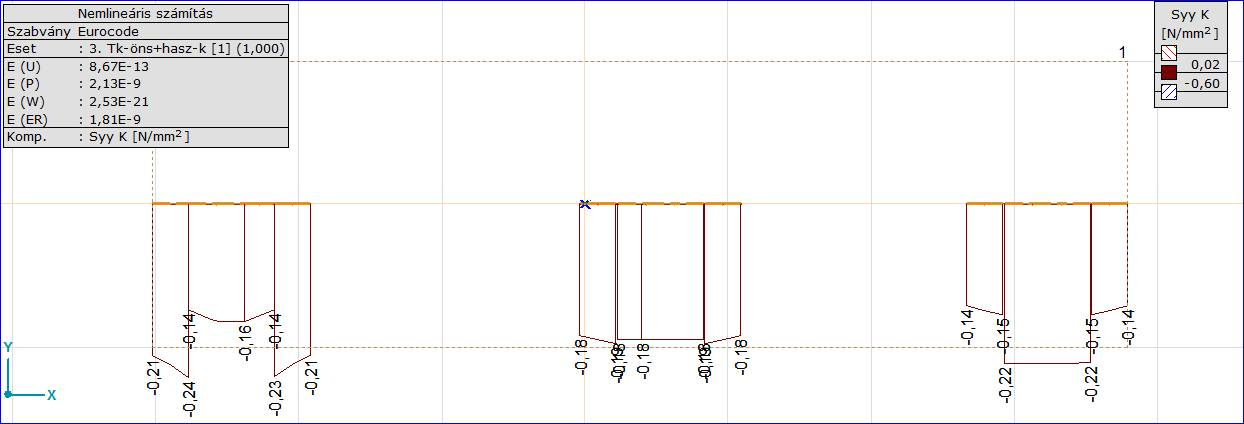 Nemlineáris számítás
Szabvány Eurocode
Eset : 3. Tk-öns+hasz-k [1] (1,000)
E (U) : 8,67E-13
E (P) : 2,13E-9
E (W) : 2,53E-21
E (ER) : 1,81E-9
Komp. : Syy K [N/mm²]
Syy K
[N/mm²]
0,02
-0,60
1
-0,21
-0,24
-0,14
-0,16
-0,14
-0,23
-0,21
-0,18
-0,18
-0,18
-0,14
-0,15
-0,22
-0,15
-0,22
-0,14
Y
X